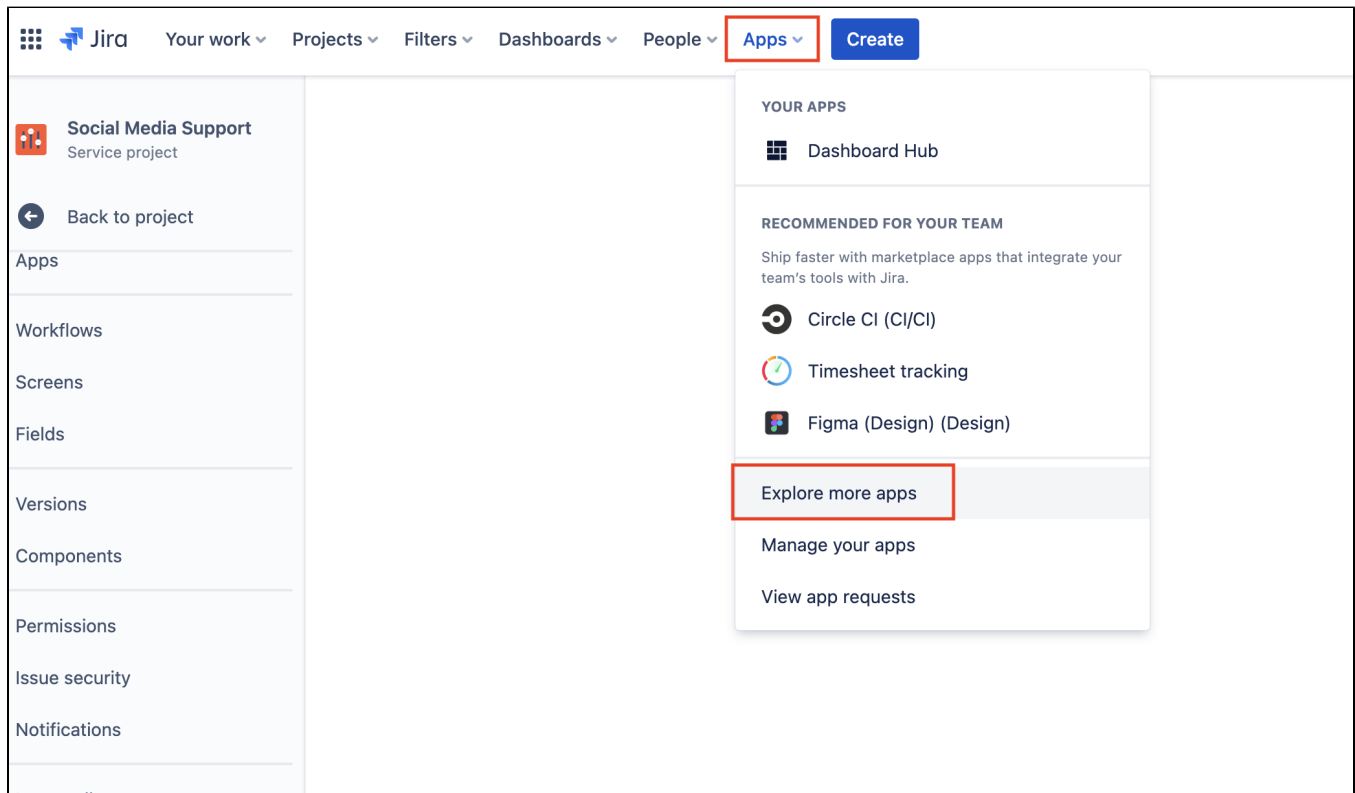 Jira
Your work
Projects
Filters
Dashboards
People
Apps
Create
Social Media Support
Service project
Back to project
Apps
Workflows
Screens
Fields
Versions
Components
Permissions
Issue security
Notifications
YOUR APPS
Dashboard Hub
RECOMMENDED FOR YOUR TEAM
Ship faster with marketplace apps that integrate your
team's tools with Jira.
Circle CI (CI/CI)
Timesheet tracking
Figma (Design) (Design)
Explore more apps
Manage your apps
View app requests